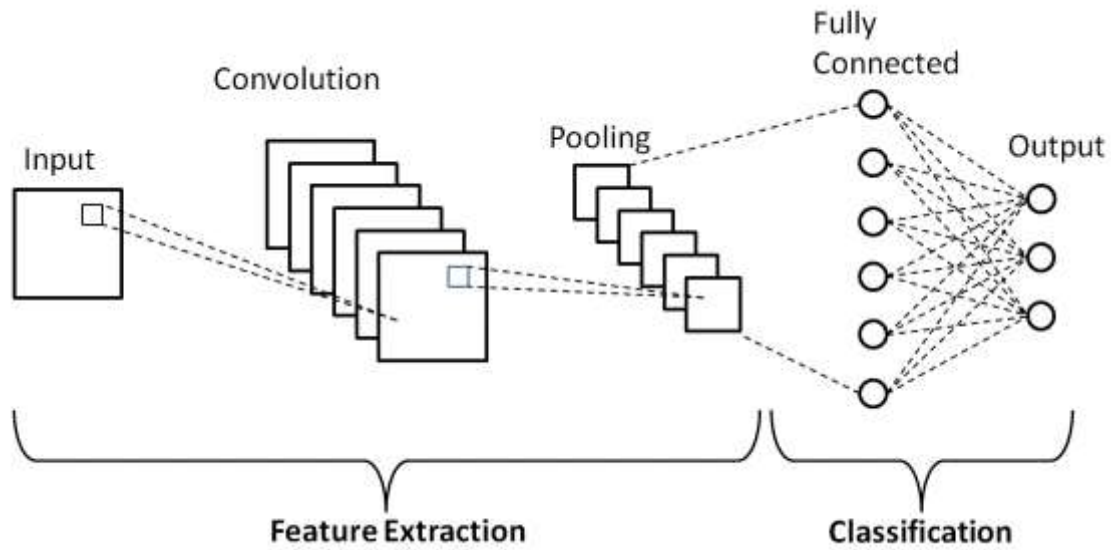 Input
Convolution
Pooling
Fully
Connected
Output
Feature Extraction
Classification